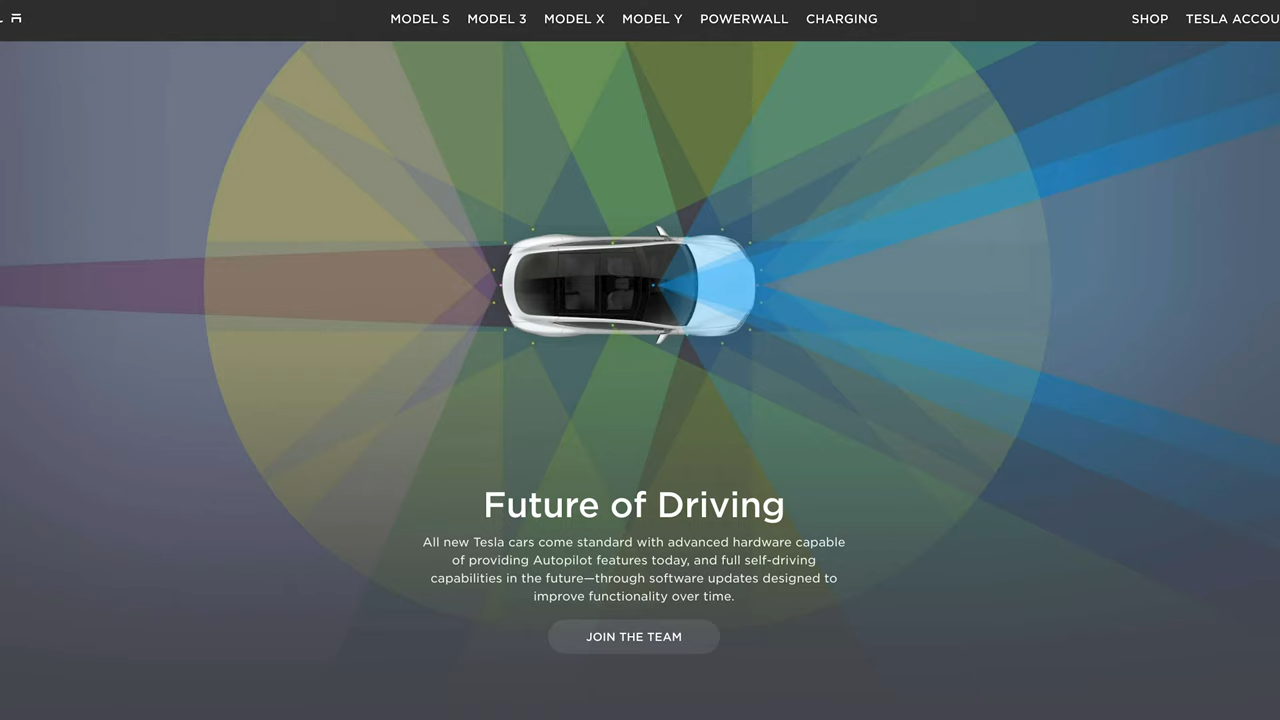 MODEL S MODEL 3 MODEL X MODEL Y POWERWALL CHARGING SHOP TESLA ACCOU
Future of Driving
All new Tesla cars come standard with advanced hardware capable
of providing Autopilot features today, and full self-driving
capabilities in the future—through software updates designed to
improve functionality over time.
JOIN THE TEAM